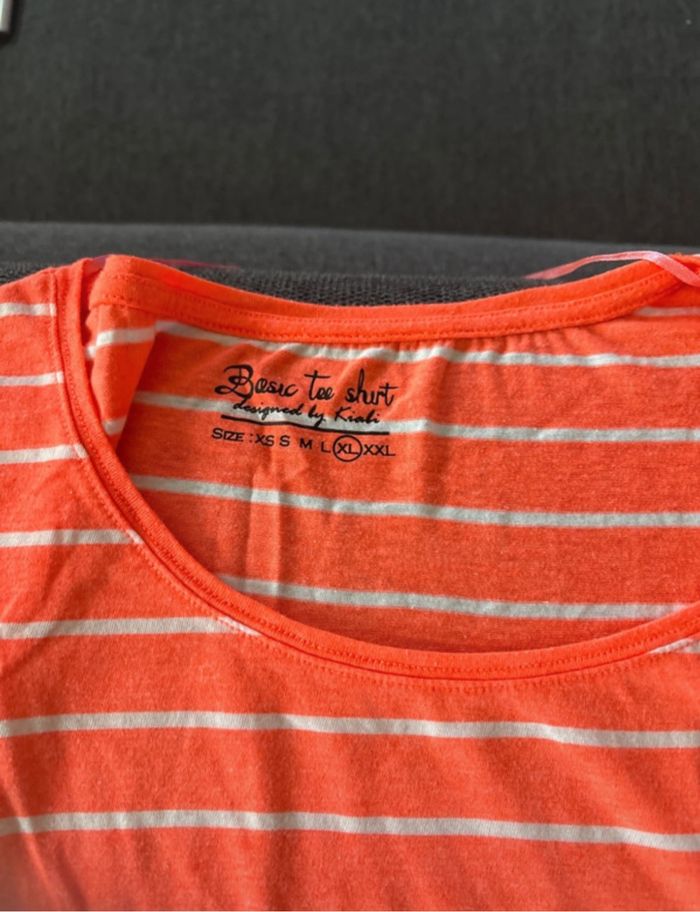 Basic tee shirt
designed by Kiabi
SIZE : XS S M L XL XXL